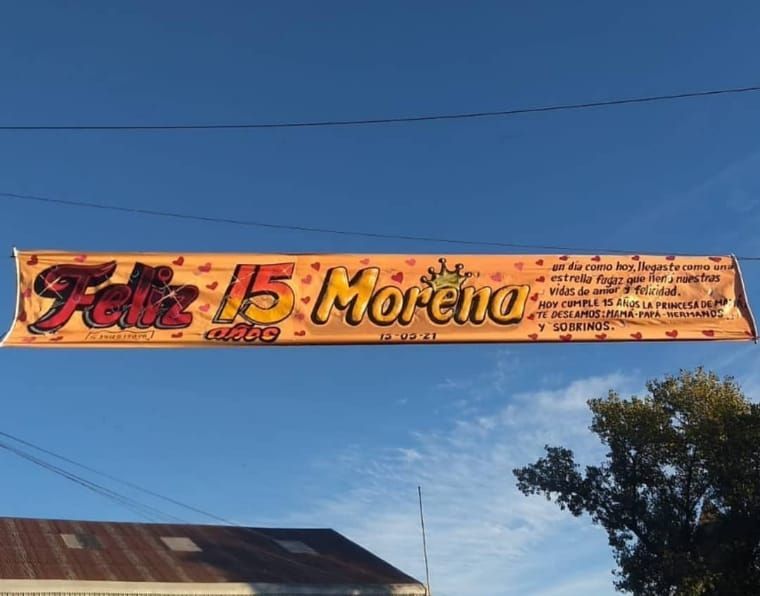 Feliz 15
años
Morena
15-05-21
un día como hoy, llegaste como una
estrella fugaz que llenó nuestras
vidas de amor y felicidad.
HOY CUMPLE 15 AÑOS LA PRINCESA DE
TE DESEAMOS: MAMÁ-PAPÁ-HERMANOS
Y SOBRINOS.